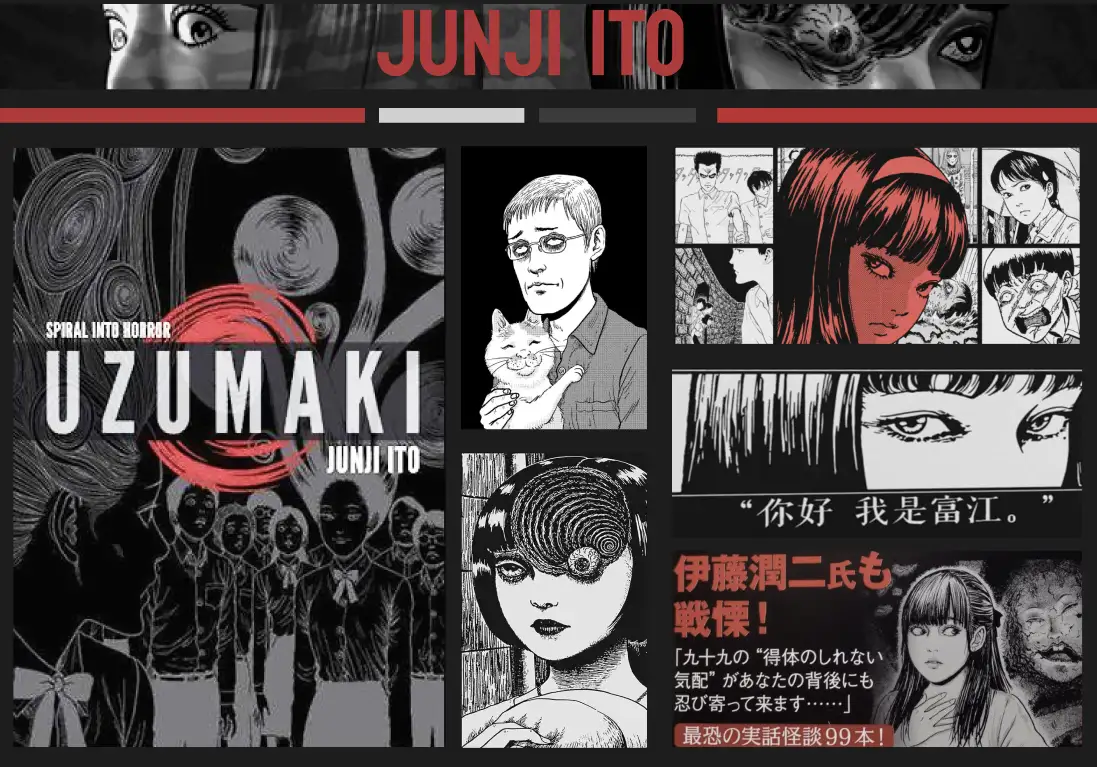 JUNJI ITO
SPIRAL INTO HORROR
UZUMAKI
JUNJI ITO
“你好 我是富江。”
伊藤潤二氏も
戦慄！
「九十九の“得体のしれない
気配”があなたの背後にも
忍び寄って来ます……」
最恐の実話怪談99本！